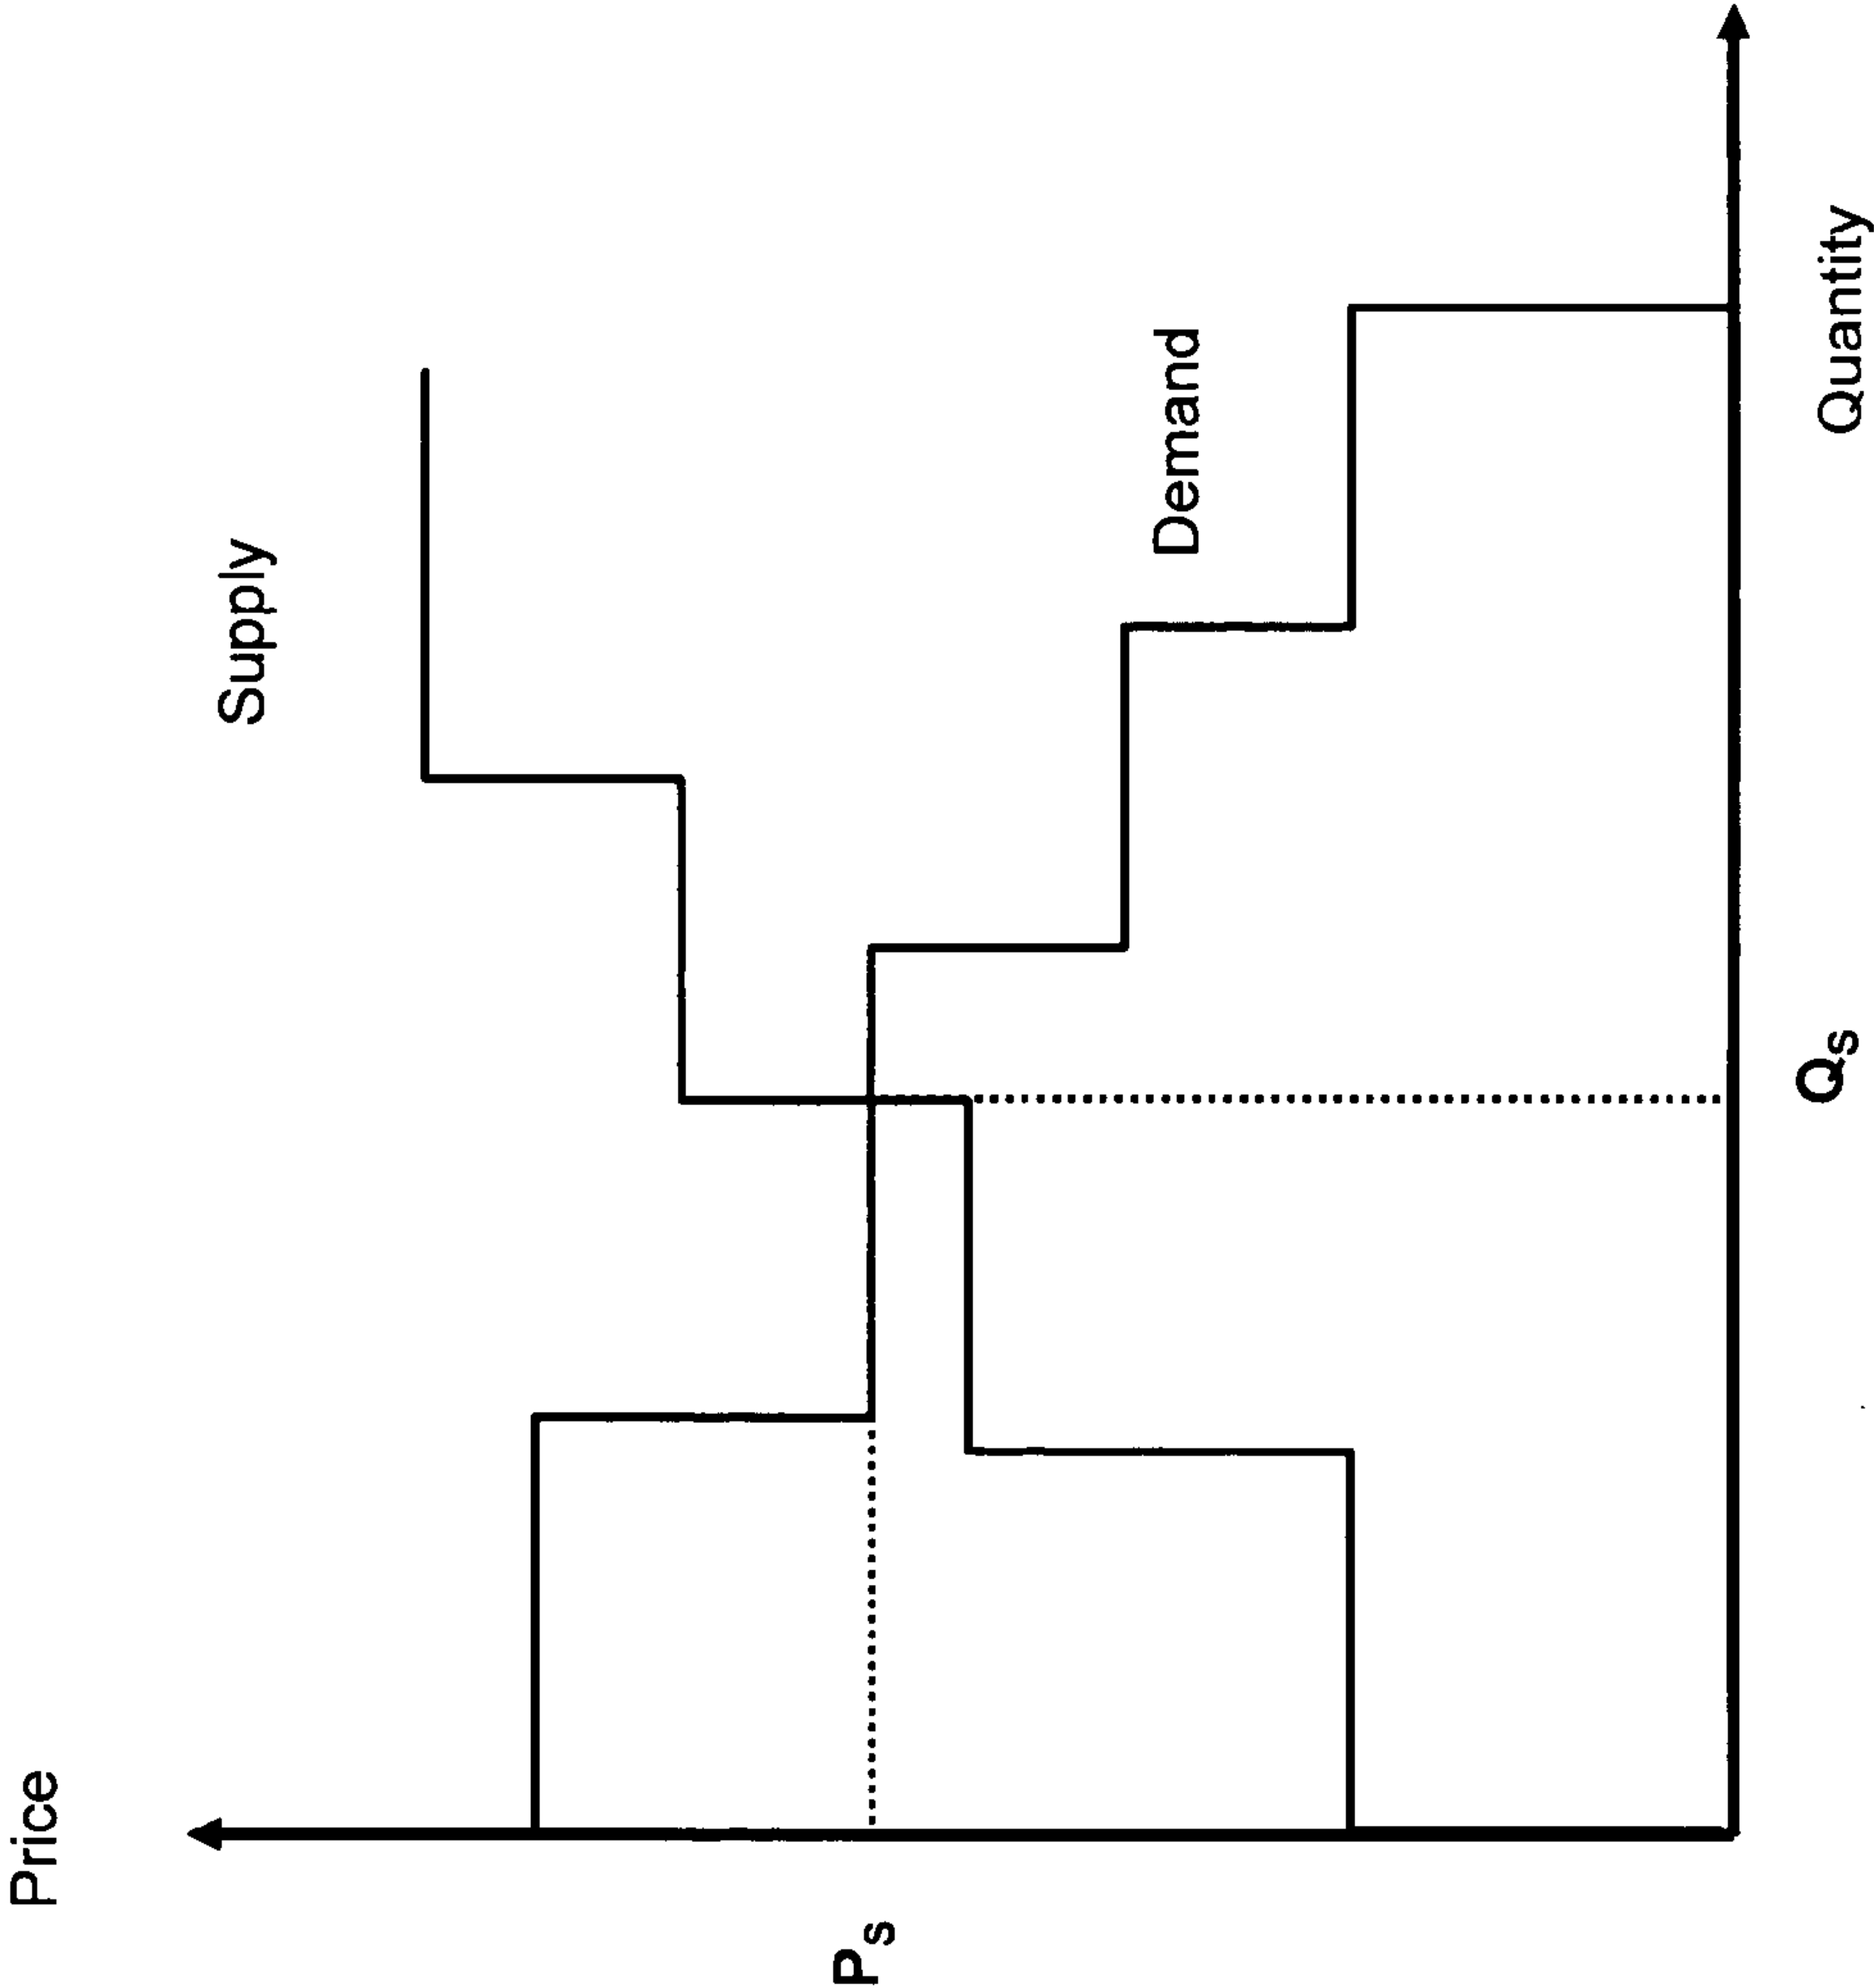 Price
Supply
Demand
P_s
Q_s
Quantity